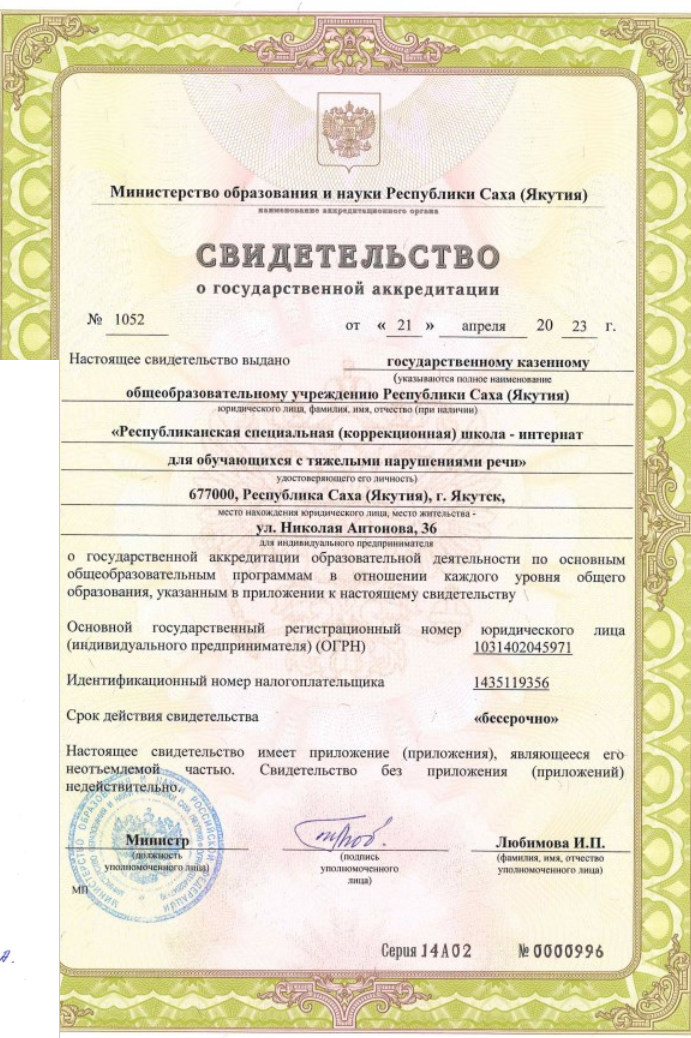 Министерство образования и науки Республики Саха (Якутия)
наименование аккредитационного органа
СВИДЕТЕЛЬСТВО
о государственной аккредитации
№ 1052 от « 21 » апреля 20 23 г.
Настоящее свидетельство выдано государственному казенному
(указываются полное наименование
общеобразовательному учреждению Республики Саха (Якутия)
юридического лица, фамилия, имя, отчество (при наличии)
«Республиканская специальная (коррекционная) школа - интернат
для обучающихся с тяжелыми нарушениями речи»
удостоверяющего его личность)
677000, Республика Саха (Якутия), г. Якутск,
место нахождения юридического лица, место жительства -
ул. Николая Антонова, 36
для индивидуального предпринимателя
о государственной аккредитации образовательной деятельности по основным
общеобразовательным программам в отношении каждого уровня общего
образования, указанным в приложении к настоящему свидетельству
Основной государственный регистрационный номер юридического лица
(индивидуального предпринимателя) (ОГРН) 1031402045971
Идентификационный номер налогоплательщика 1435119356
Срок действия свидетельства «бессрочно»
Настоящее свидетельство имеет приложение (приложения), являющееся его
неотъемлемой частью. Свидетельство без приложения (приложений)
недействительно.
Министр Любимова И.П.
(должность (подпись (фамилия, имя, отчество
уполномоченного лица) уполномоченного уполномоченного лица)
лица)
МП
Серия 14А02 № 0000996